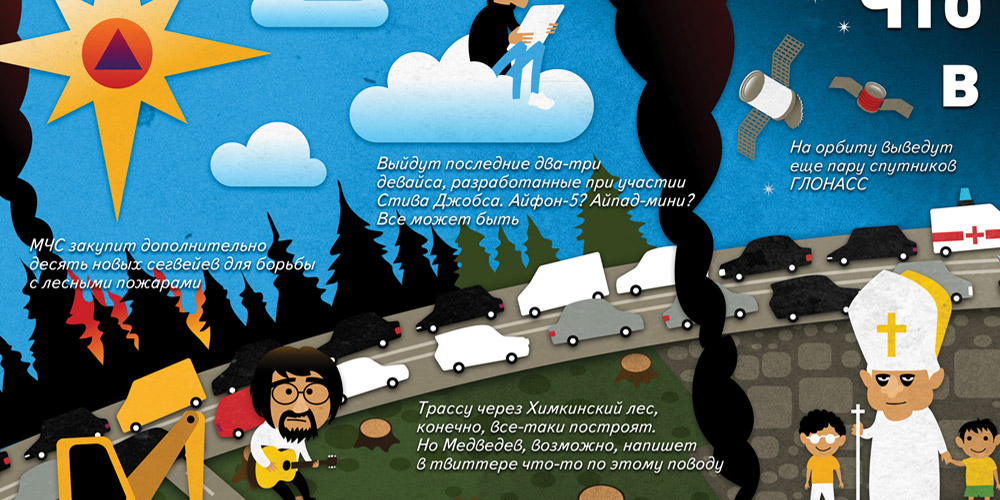 что
в
На орбиту выведут
еще пару спутников
ГЛОНАСС
Выйдут последние два-три
девайса, разработанные при участии
Стива Джобса. Айфон-5? Айпад-мини?
Все может быть
МЧС закупит дополнительно
десять новых сегвейев для борьбы
с лесными пожарами
Трассу через Химкинский лес,
конечно, все-таки построят.
Но Медведев, возможно, напишет
в твиттере что-то по этому поводу